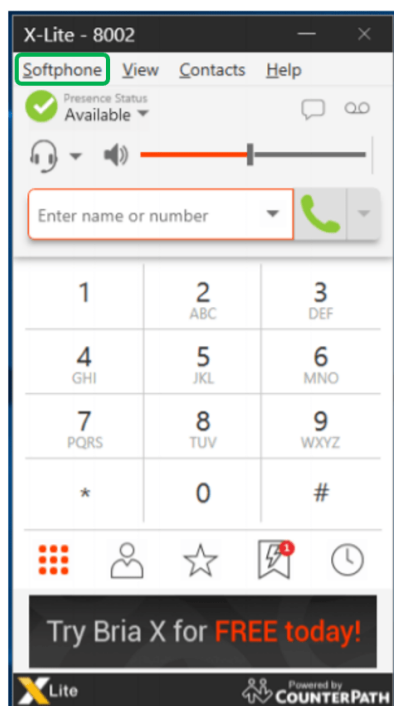 X-Lite - 8002
Softphone View Contacts Help
Presence Status
Available
Enter name or number
1 2 3
ABC DEF
4 5 6
GHI JKL MNO
7 8 9
PQRS TUV WXYZ
* 0 #
1
Try Bria X for FREE today!
XLite Powered by
COUNTERPATH